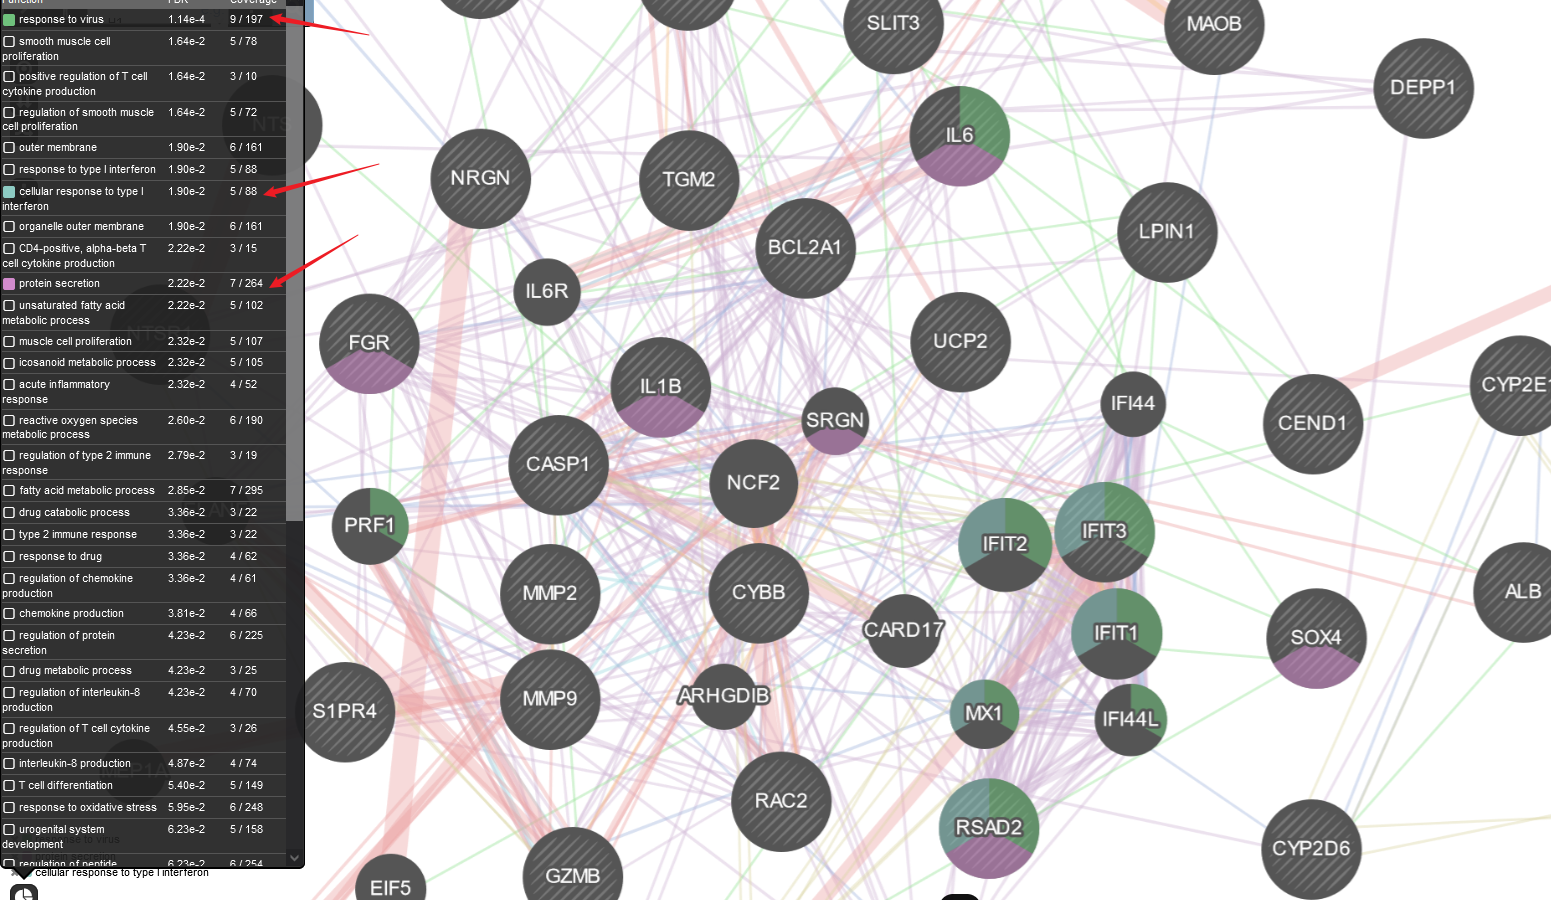 Function FDR Coverage
response to virus 1.14e-4 9 / 197
smooth muscle cell
proliferation 1.64e-2 5 / 78
positive regulation of T cell
cytokine production 1.64e-2 3 / 10
regulation of smooth muscle
cell proliferation 1.64e-2 5 / 72
outer membrane 1.90e-2 6 / 161
response to type I interferon 1.90e-2 5 / 88
cellular response to type I
interferon 1.90e-2 5 / 88
organelle outer membrane 1.90e-2 6 / 161
CD4-positive, alpha-beta T
cell cytokine production 2.22e-2 3 / 15
protein secretion 2.22e-2 7 / 264
unsaturated fatty acid
metabolic process 2.22e-2 5 / 102
muscle cell proliferation 2.32e-2 5 / 107
icosanoid metabolic process 2.32e-2 5 / 105
acute inflammatory
response 2.32e-2 4 / 52
reactive oxygen species
metabolic process 2.60e-2 6 / 190
regulation of type 2 immune
response 2.79e-2 3 / 19
fatty acid metabolic process 2.85e-2 7 / 295
drug catabolic process 3.36e-2 3 / 22
type 2 immune response 3.36e-2 3 / 22
response to drug 3.36e-2 4 / 62
regulation of chemokine
production 3.36e-2 4 / 61
chemokine production 3.81e-2 4 / 66
regulation of protein
secretion 4.23e-2 6 / 225
drug metabolic process 4.23e-2 3 / 25
regulation of interleukin-8
production 4.23e-2 4 / 70
regulation of T cell cytokine
production 4.55e-2 3 / 26
interleukin-8 production 4.87e-2 4 / 74
T cell differentiation 5.40e-2 5 / 149
response to oxidative stress 5.95e-2 6 / 248
urogenital system
development 6.23e-2 5 / 158
regulation of peptide 6.23e-2 6 / 254
cellular response to type I interferon
SLIT3
MAOB
DEPP1
IL6
NRGN
TGM2
LPIN1
BCL2A1
IL6R
FGR
UCP2
NTSR1
IL1B
CYP2E1
IFI44
SRGN
CEND1
CASP1
NCF2
PRF1
IFIT3
IFIT2
MMP2
CYBB
ALB
CARD17
IFIT1
SOX4
ARHGDIB
MMP9
S1PR4
MX1
IFI44L
MEP1A
RAC2
RSAD2
CYP2D6
GZMB
EIF5